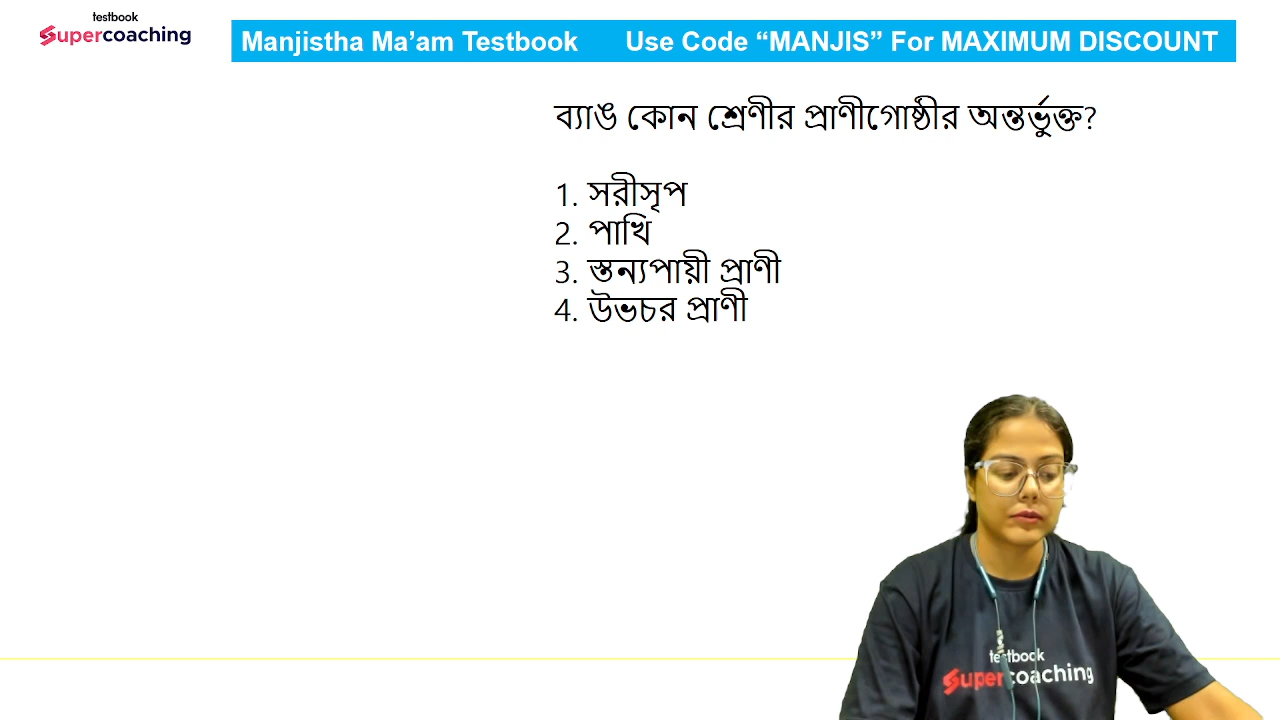 testbook
Supercoaching
Manjistha Ma’am Testbook Use Code “MANJIS” For MAXIMUM DISCOUNT
ব্যাঙ কোন শ্রেণীর প্রাণীগোষ্ঠীর অন্তর্ভুক্ত?
1. সরীসৃপ
2. পাখি
3. স্তন্যপায়ী প্রাণী
4. উভচর প্রাণী
testbook
Supercoaching